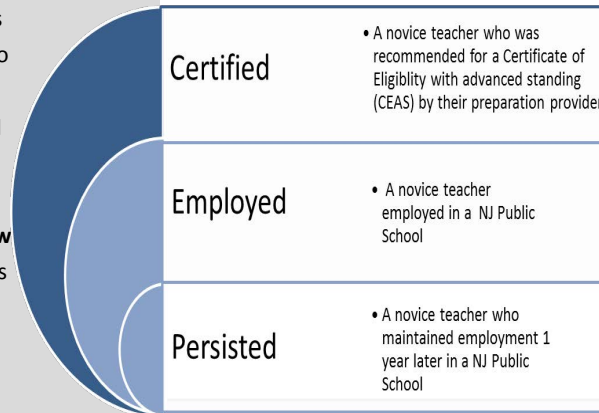 s
o
w
s
Certified
• A novice teacher who was
recommended for a Certificate of
Eligiblity with advanced standing
(CEAS) by their preparation provider
Employed
• A novice teacher
employed in a NJ Public
School
Persisted
• A novice teacher who
maintained employment 1
year later in a NJ Public
School